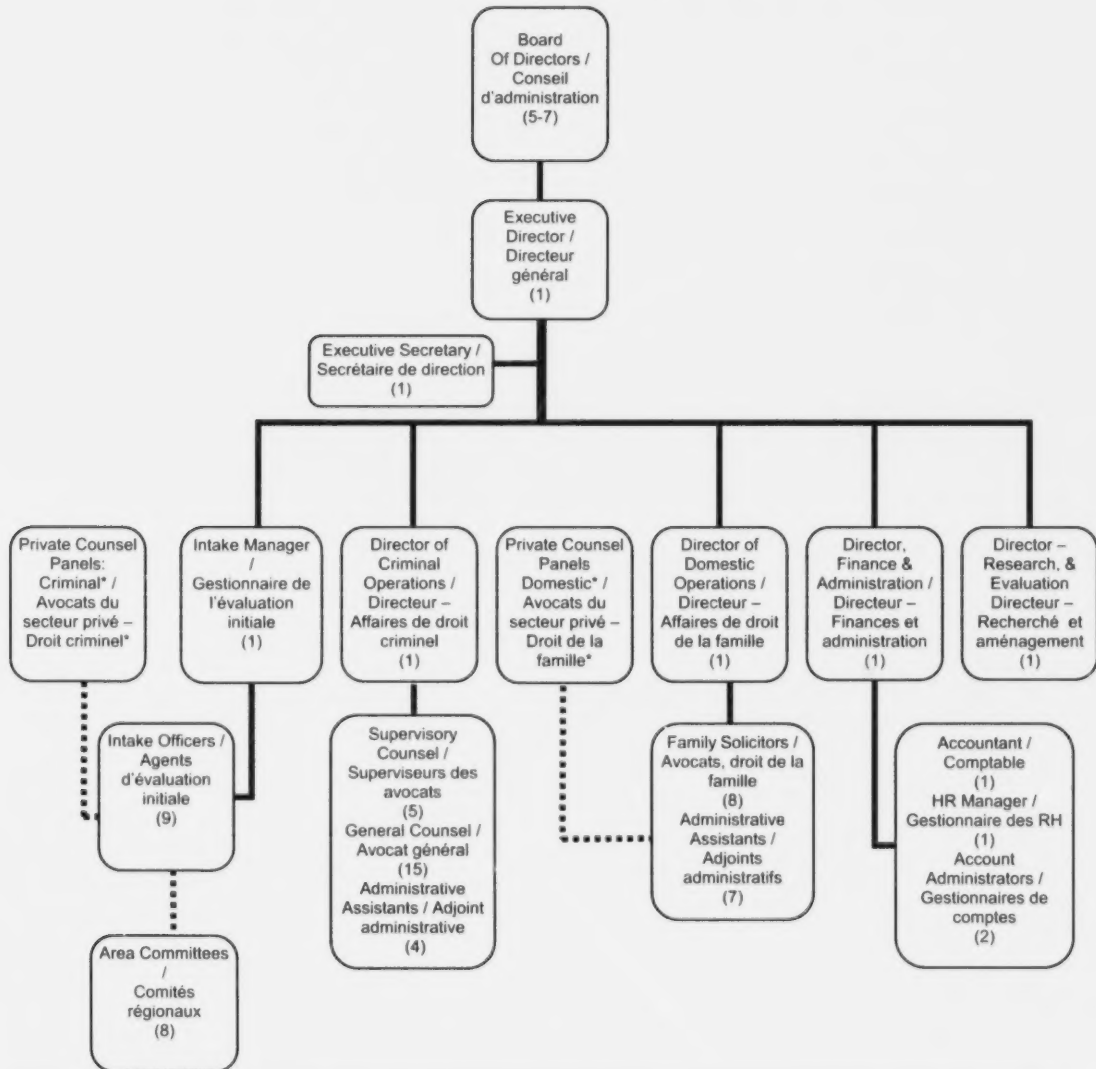 Board
Of Directors /
Conseil
d'administration
(5-7)
Executive
Director /
Directeur
général
(1)
Executive Secretary /
Secrétaire de direction
(1)
Private Counsel
Panels:
Criminal* /
Avocats du
secteur privé –
Droit criminel*
Intake Manager
/
Gestionnaire de
l'évaluation
initiale
(1)
Director of
Criminal
Operations /
Directeur –
Affaires de droit
criminel
(1)
Private Counsel
Panels
Domestic* /
Avocats du
secteur privé –
Droit de la
famille*
Director of
Domestic
Operations /
Directeur –
Affaires de droit
de la famille
(1)
Director,
Finance &
Administration /
Directeur –
Finances et
administration
(1)
Director –
Research, &
Evaluation
Directeur –
Recherché et
aménagement
(1)
Intake Officers /
Agents
d'évaluation
initiale
(9)
Supervisory
Counsel /
Superviseurs des
avocats
(5)
General Counsel /
Avocat général
(15)
Administrative
Assistants / Adjoint
administrative
(4)
Family Solicitors /
Avocats, droit de la
famille
(8)
Administrative
Assistants /
Adjoints
administratifs
(7)
Accountant /
Comptable
(1)
HR Manager /
Gestionnaire des RH
(1)
Account
Administrators /
Gestionnaires de
comptes
(2)
Area Committees
/
Comités
régionaux
(8)